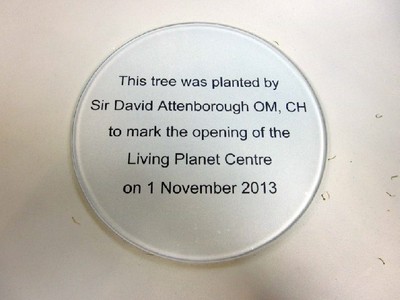 This tree was planted by
Sir David Attenborough OM, CH
to mark the opening of the
Living Planet Centre
on 1 November 2013